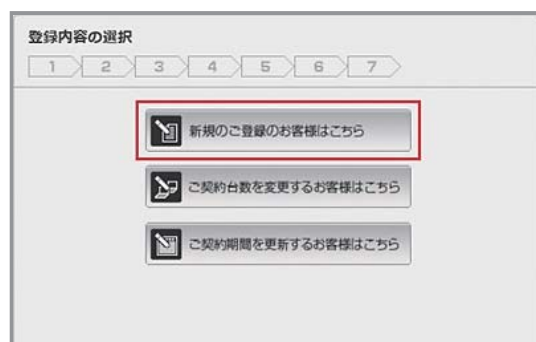 登録内容の選択
1 2 3 4 5 6 7
新規のご登録のお客様はこちら
ご契約台数を変更するお客様はこちら
ご契約期間を更新するお客様はこちら